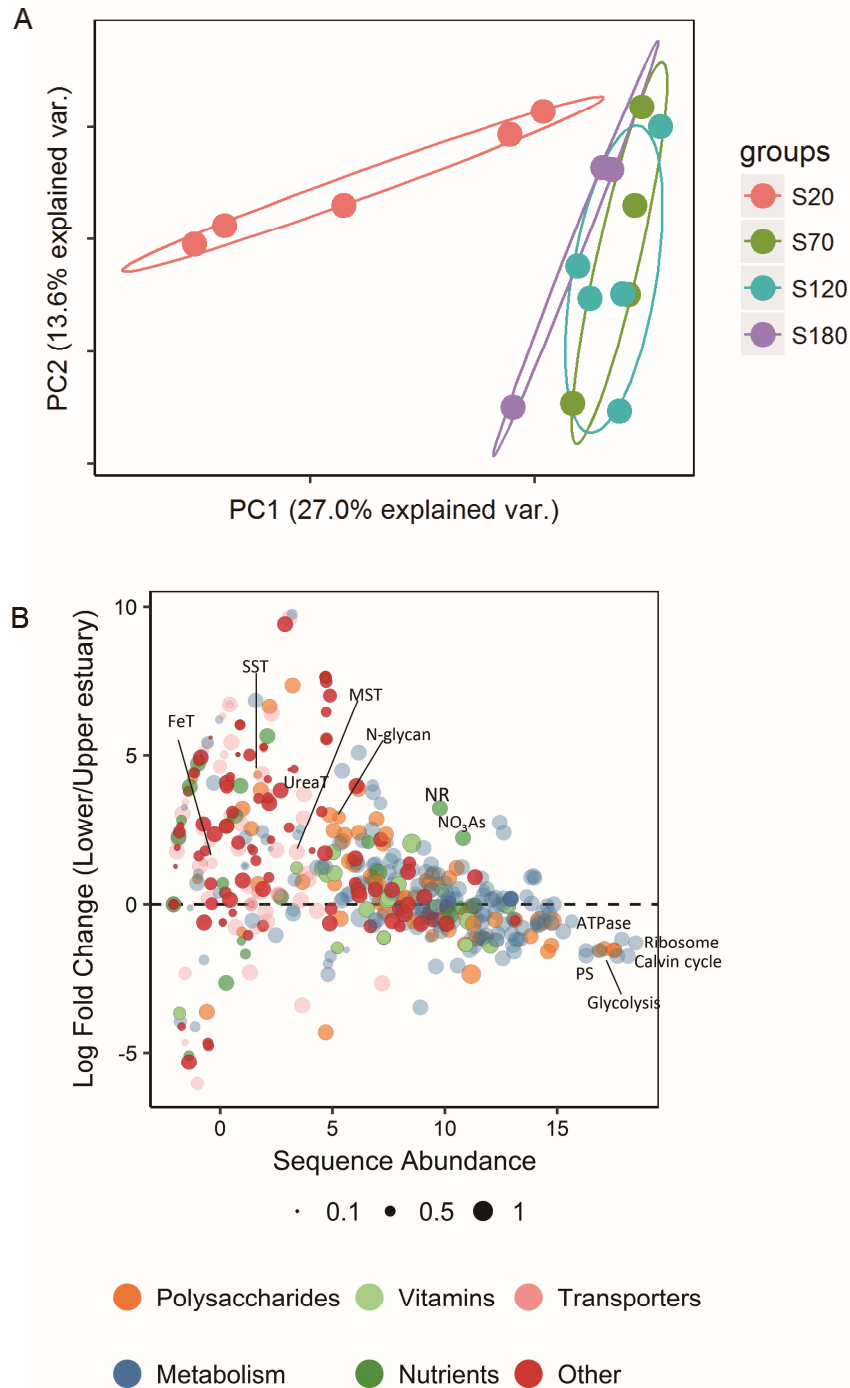 A
PC2 (13.6% explained var.)
PC1 (27.0% explained var.)
groups
S20
S70
S120
S180
B
Log Fold Change (Lower/Upper estuary)
10
5
0
-5
SST
FeT
MST
N-glycan
UreaT
NR
NO₃As
ATPase
Ribosome
Calvin cycle
PS
Glycolysis
0 5 10 15
Sequence Abundance
0.1 0.5 1
Polysaccharides Vitamins Transporters
Metabolism Nutrients Other